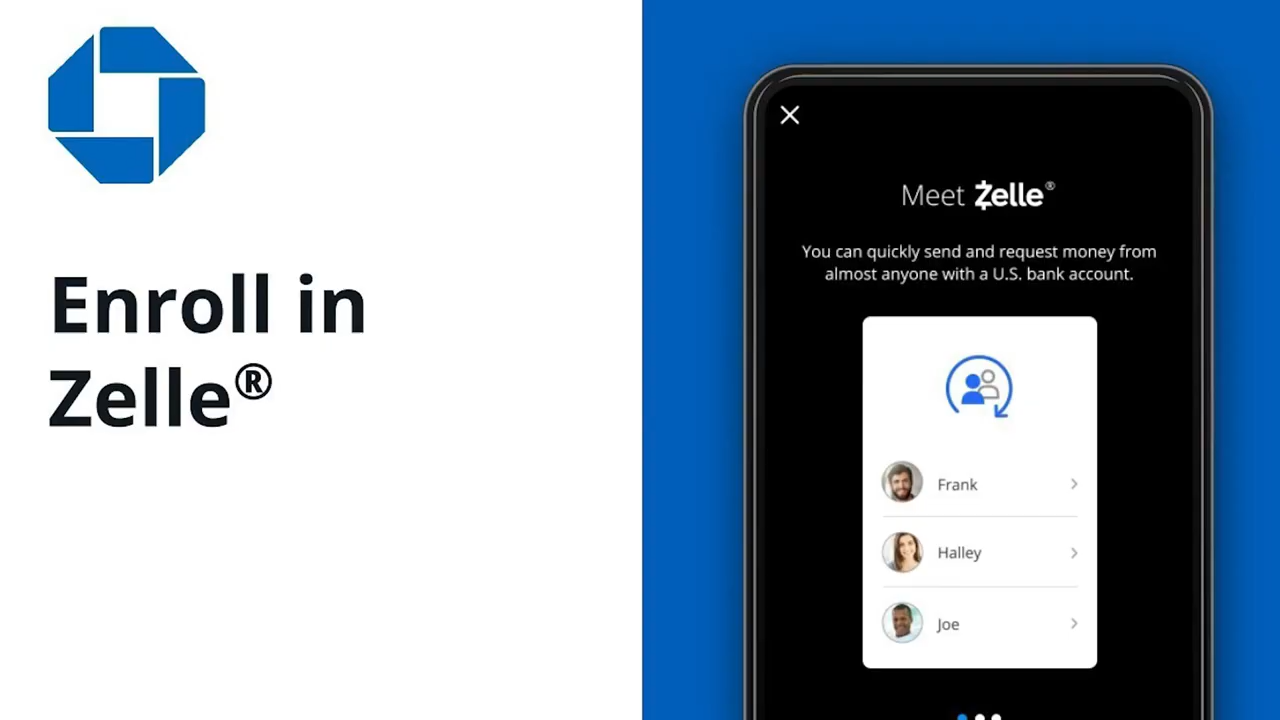 Enroll in
Zelle®
Meet Zelle®
You can quickly send and request money from
almost anyone with a U.S. bank account.
Frank
Halley
Joe